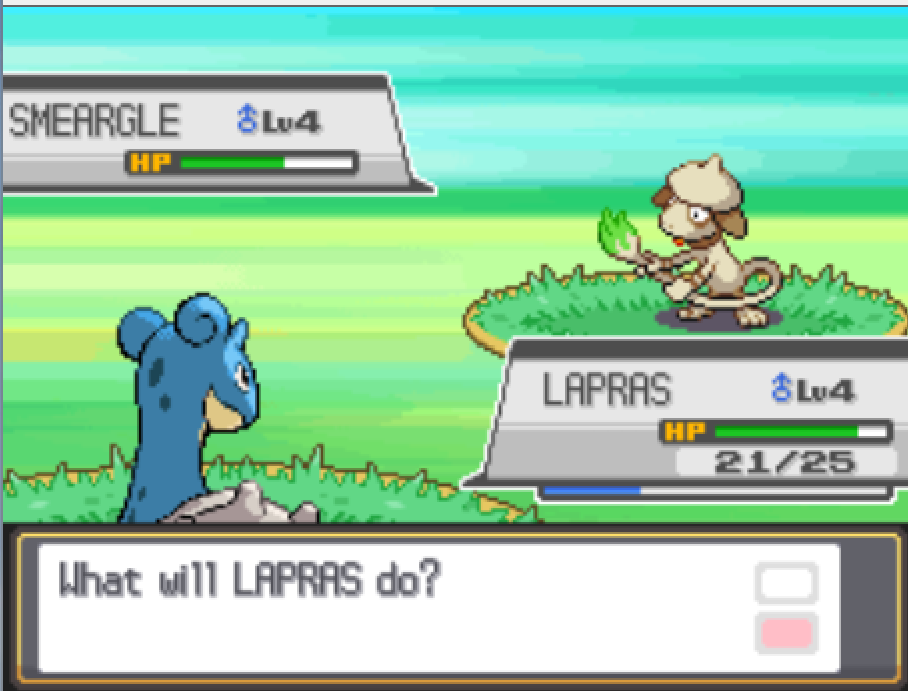 SMEARGLE ♂Lv4
HP
LAPRAS ♂Lv4
HP
21/25
What will LAPRAS do?